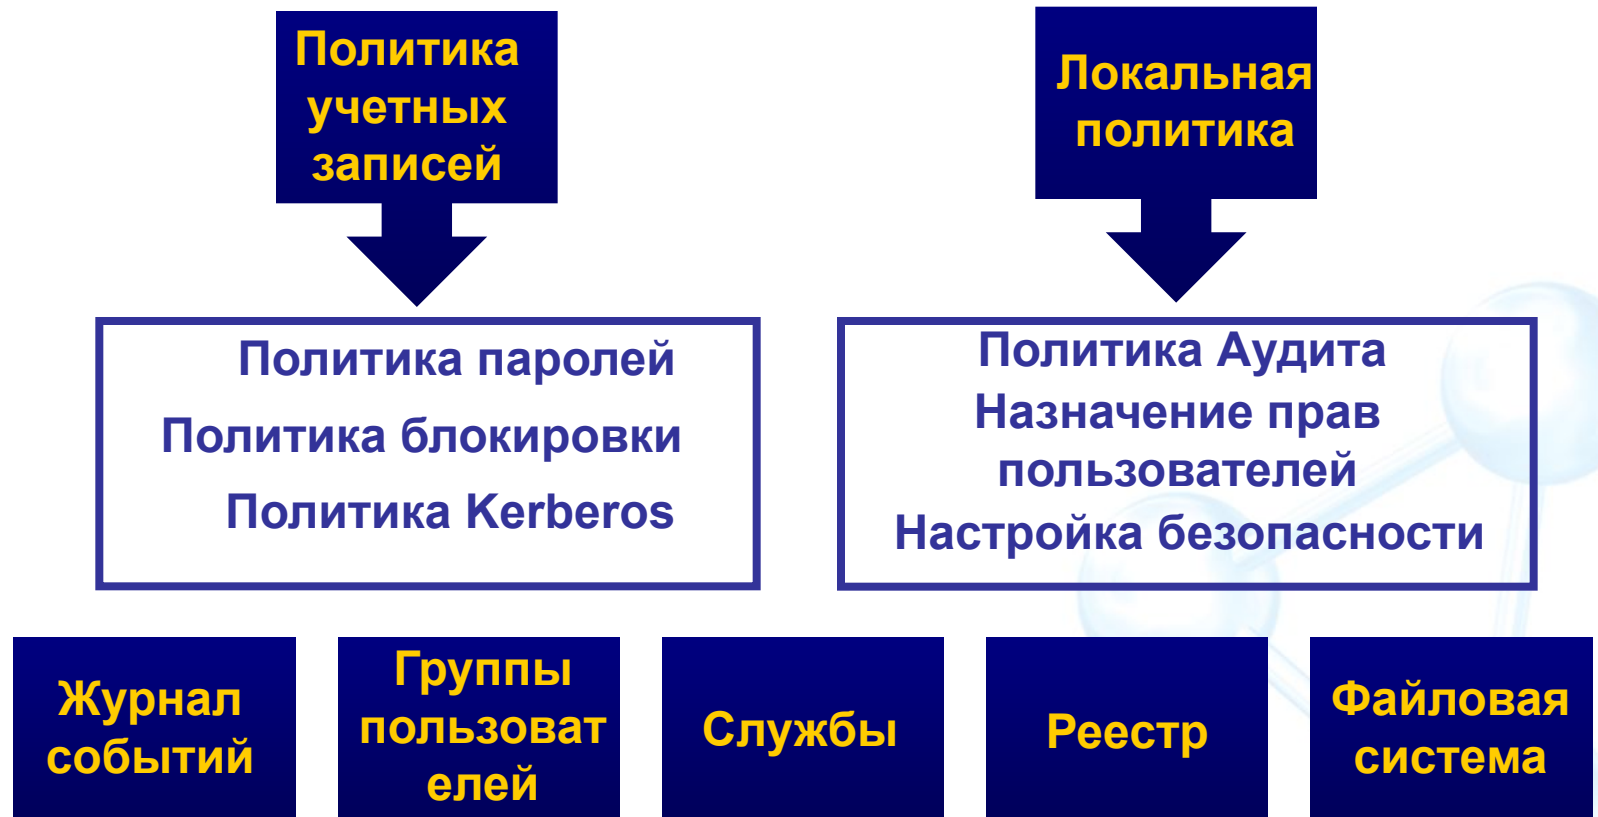 Политика
учетных
записей
Локальная
политика
Политика паролей
Политика блокировки
Политика Kerberos
Политика Аудита
Назначение прав
пользователей
Настройка безопасности
Журнал
событий
Группы
пользоват
елей
Службы
Реестр
Файловая
система